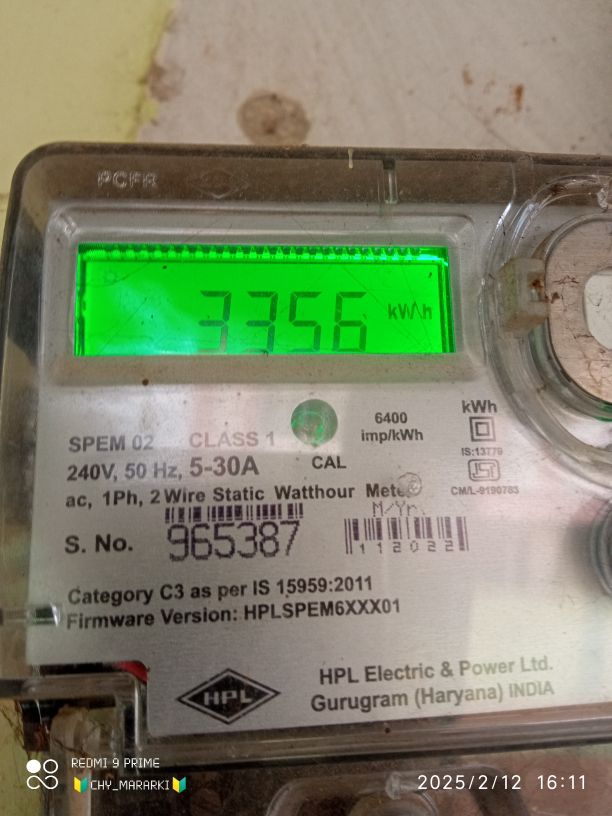 PCFR
3356 kWh
6400
imp/kWh
kWh
SPEM 02 CLASS 1
IS:13779
240V, 50 Hz, 5-30A
CAL
CM/L-9190783
ac, 1Ph, 2 Wire Static Watthour Meter
M/Yr.
S. No. 965387
112022
Category C3 as per IS 15959:2011
Firmware Version: HPLSPEM6XXX01
HPL
HPL Electric & Power Ltd.
Gurugram (Haryana) INDIA
REDMI 9 PRIME
🔰CHY_MARARKI🔰
2025/2/12 16:11